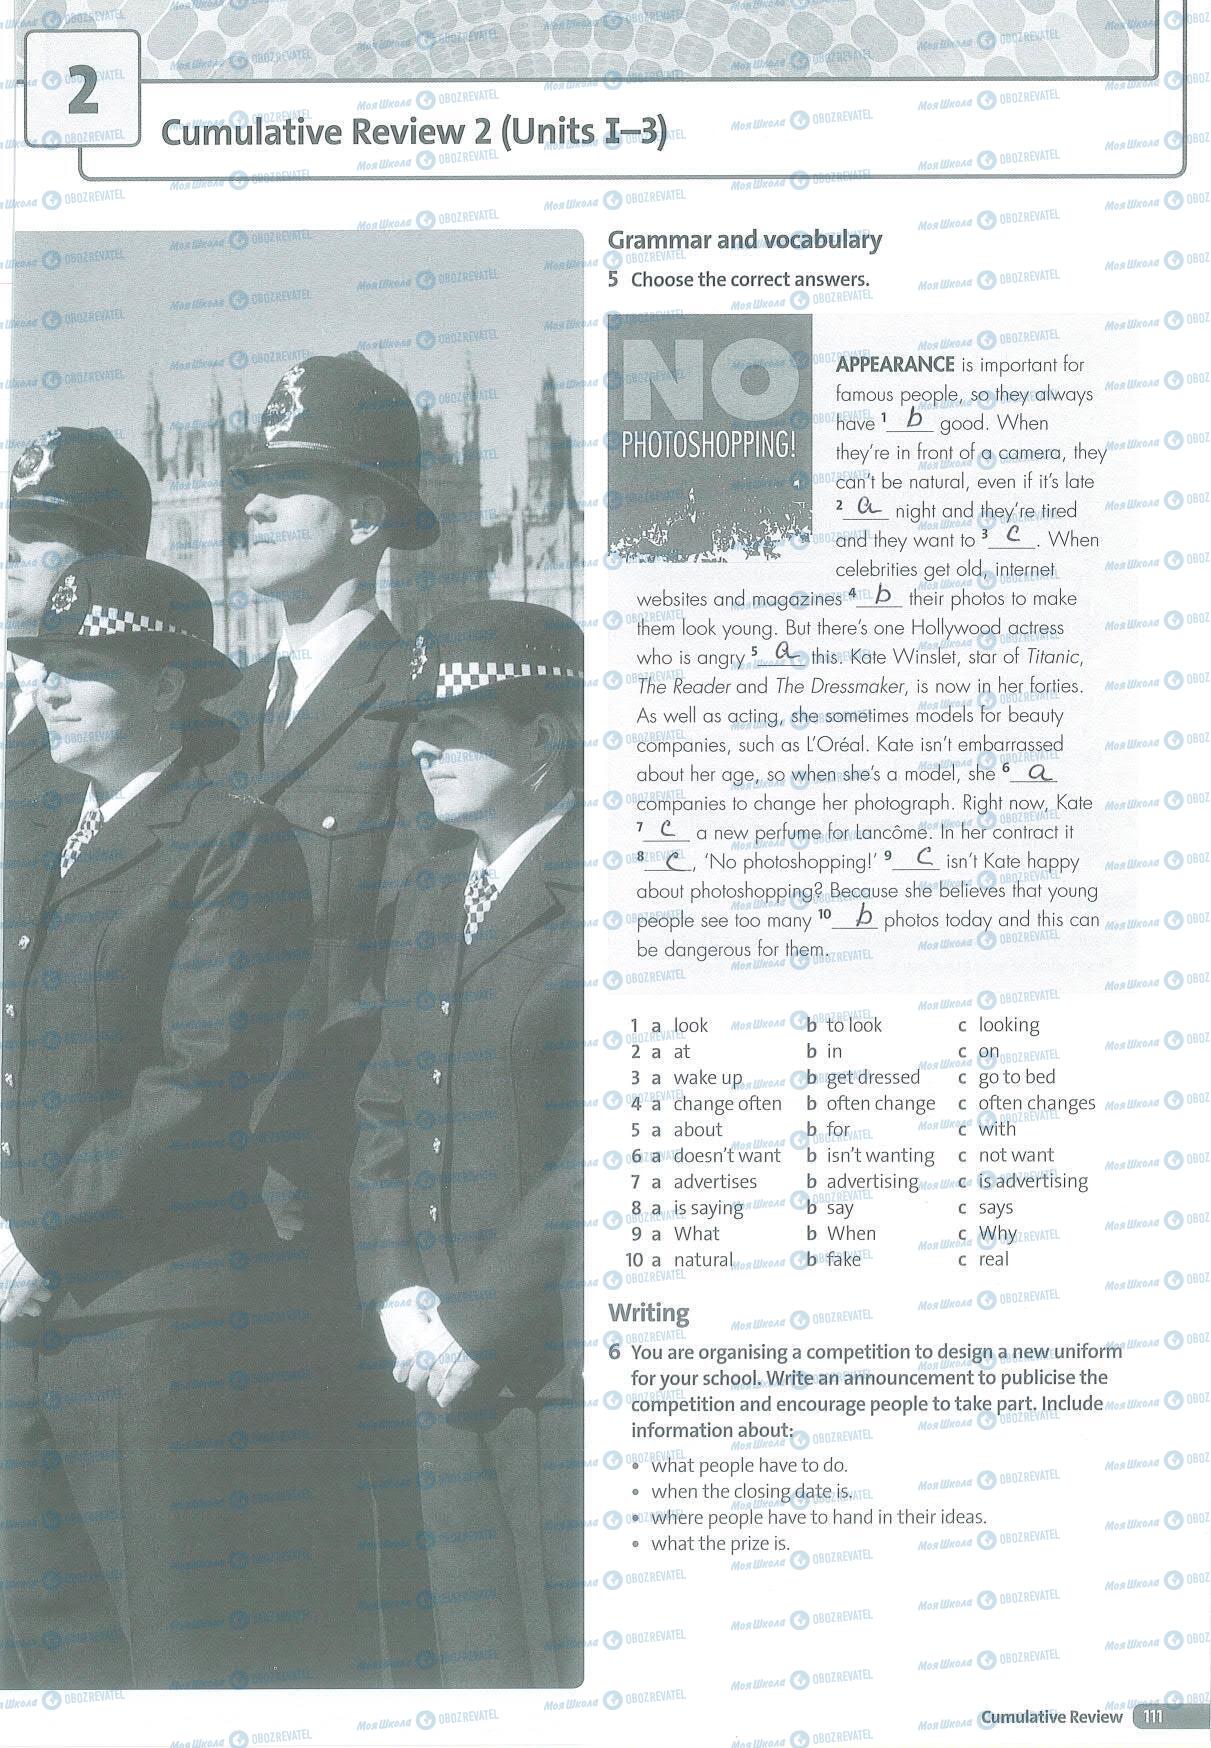 2
Cumulative Review 2 (Units I–3)
Grammar and vocabulary
5 Choose the correct answers.
NO
PHOTOSHOPPING!
APPEARANCE is important for
famous people, so they always
have 1 b good. When
they're in front of a camera, they
can't be natural, even if it's late
2 a night and they're tired
and they want to 3 c . When
celebrities get old, internet
websites and magazines 4 b their photos to make
them look young. But there's one Hollywood actress
who is angry 5 a this. Kate Winslet, star of Titanic,
The Reader and The Dressmaker, is now in her forties.
As well as acting, she sometimes models for beauty
companies, such as L'Oréal. Kate isn't embarrassed
about her age, so when she's a model, she 6 a
companies to change her photograph. Right now, Kate
7 c a new perfume for Lancôme. In her contract it
8 c , 'No photoshopping!' 9 c isn't Kate happy
about photoshopping? Because she believes that young
people see too many 10 b photos today and this can
be dangerous for them.
1 a look b to look c looking
2 a at b in c on
3 a wake up b get dressed c go to bed
4 a change often b often change c often changes
5 a about b for c with
6 a doesn't want b isn't wanting c not want
7 a advertises b advertising c is advertising
8 a is saying b say c says
9 a What b When c Why
10 a natural b fake c real
Writing
6 You are organising a competition to design a new uniform
for your school. Write an announcement to publicise the
competition and encourage people to take part. Include
information about:
• what people have to do.
• when the closing date is.
• where people have to hand in their ideas.
• what the prize is.
Cumulative Review 111
Моя Школа OBOZREVATEL